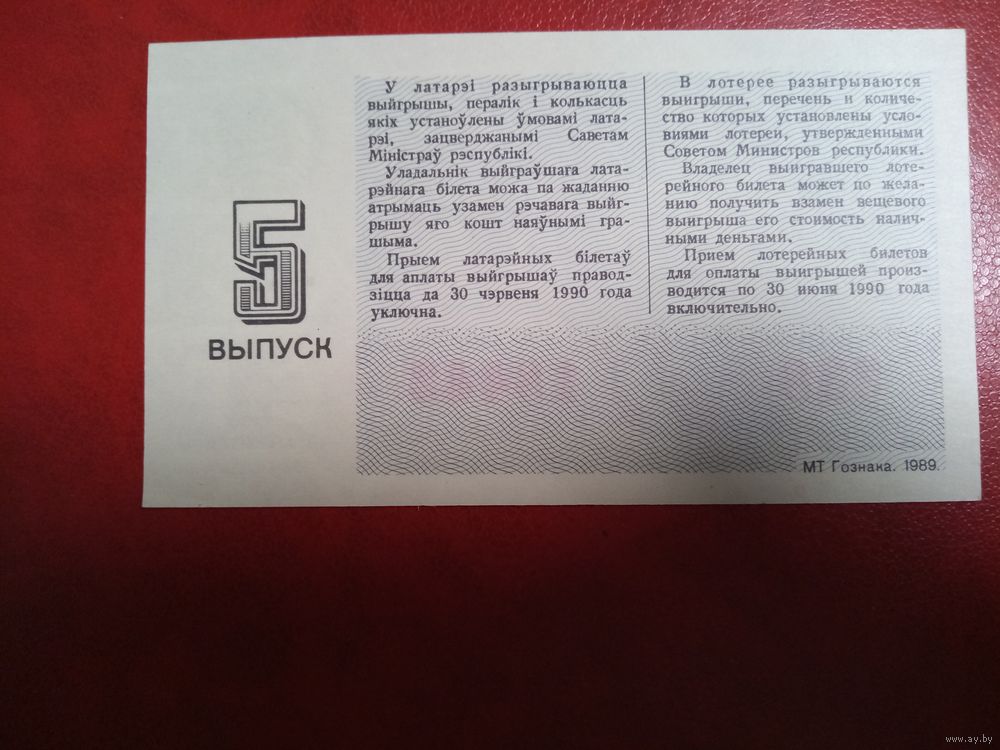 У латарэі разыгрываюцца
выйгрышы, пералік і колькасць
якіх устаноўлены ўмовамі лата-
рэі, зацверджанымі Саветам
Міністраў рэспублікі.
Уладальнік выйграўшага лата-
рэйнага білета можа па жаданню
атрымаць узамен рэчавага выйг-
рышу яго кошт наяўнымі гра-
шыма.
Прыем латарэйных білетаў
для аплаты выйгрышаў правод-
зіцца да 30 чэрвеня 1990 года
уключна.
В лотерее разыгрываются
выигрыши, перечень и количе-
ство которых установлены усло-
виями лотереи, утвержденными
Советом Министров республики.
Владелец выигравшего лоте-
рейного билета может по жела-
нию получить взамен вещевого
выигрыша его стоимость налич-
ными деньгами.
Прием лотерейных билетов
для оплаты выигрышей произ-
водится по 30 июня 1990 года
включительно.
5
ВЫПУСК
МТ Гознака. 1989.
www.ay.by